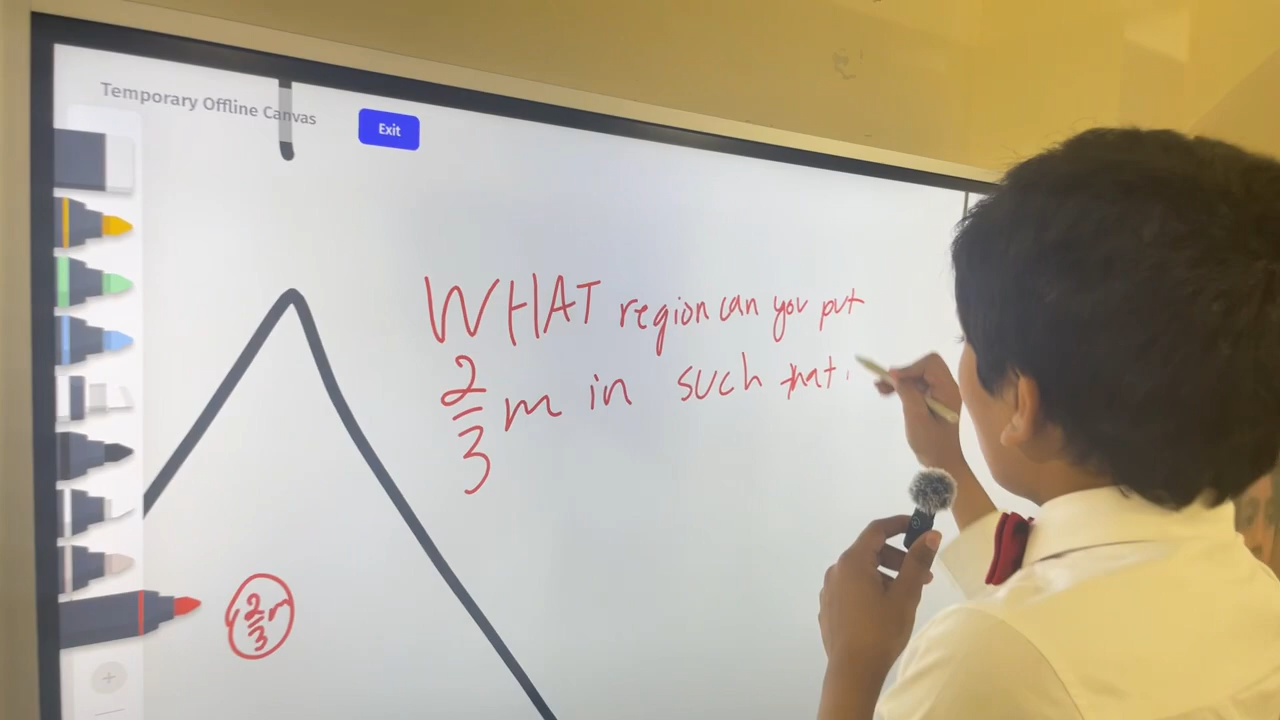 Temporary Offline Canvas
Exit
WHAT region can you put
2/3 m in such that
2/3 m